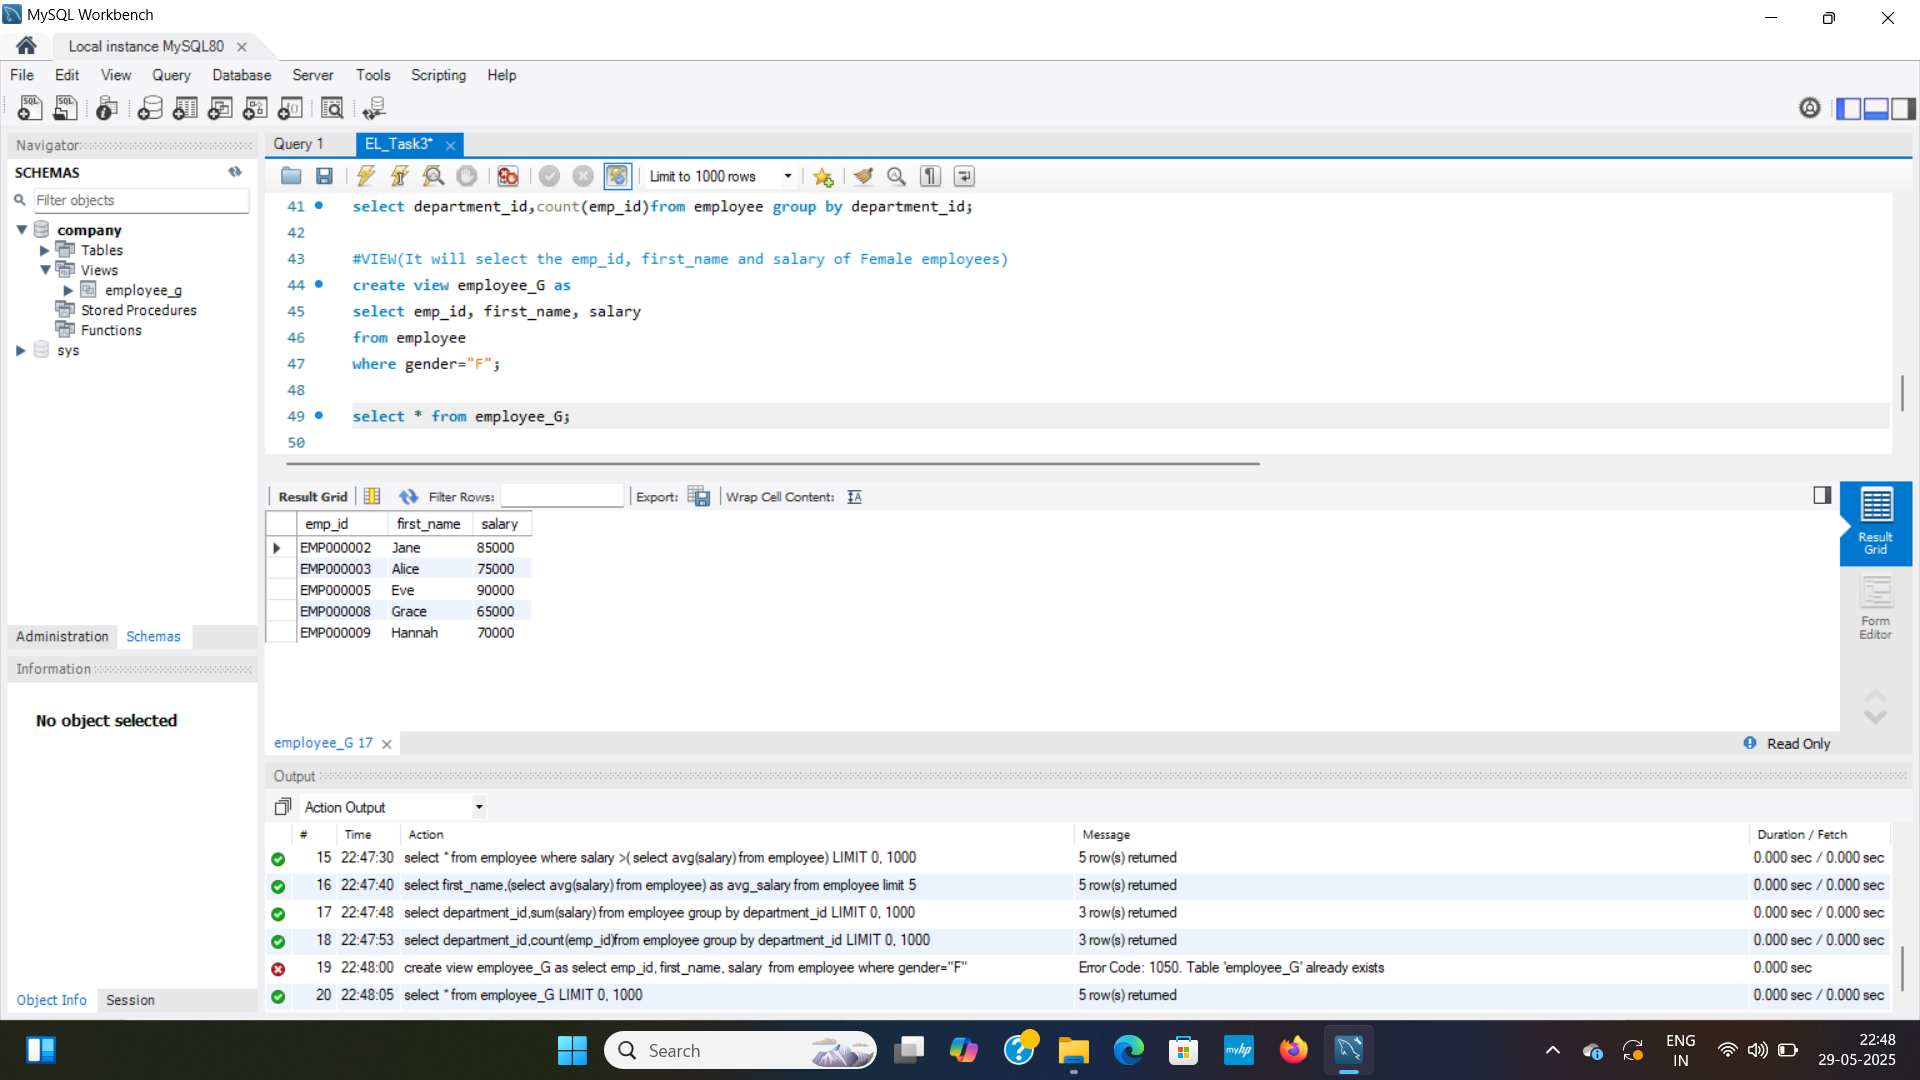 MySQL Workbench
Local instance MySQL80
File Edit View Query Database Server Tools Scripting Help
Navigator
SCHEMAS
Filter objects
company
Tables
Views
employee_g
Stored Procedures
Functions
sys
Administration Schemas
Information
No object selected
Object Info Session
Query 1 EL_Task3*
Limit to 1000 rows
41 select department_id,count(emp_id)from employee group by department_id;
42
43 #VIEW(It will select the emp_id, first_name and salary of Female employees)
44 create view employee_G as
45 select emp_id, first_name, salary
46 from employee
47 where gender="F";
48
49 select * from employee_G;
50
Result Grid Filter Rows: Export: Wrap Cell Content:
emp_id first_name salary
EMP000002 Jane 85000
EMP000003 Alice 75000
EMP000005 Eve 90000
EMP000008 Grace 65000
EMP000009 Hannah 70000
Result
Grid
Form
Editor
employee_G 17 Read Only
Output
Action Output
# Time Action Message Duration / Fetch
15 22:47:30 select * from employee where salary >( select avg(salary) from employee) LIMIT 0, 1000 5 row(s) returned 0.000 sec / 0.000 sec
16 22:47:40 select first_name,(select avg(salary) from employee) as avg_salary from employee limit 5 5 row(s) returned 0.000 sec / 0.000 sec
17 22:47:48 select department_id,sum(salary) from employee group by department_id LIMIT 0, 1000 3 row(s) returned 0.000 sec / 0.000 sec
18 22:47:53 select department_id,count(emp_id)from employee group by department_id LIMIT 0, 1000 3 row(s) returned 0.000 sec / 0.000 sec
19 22:48:00 create view employee_G as select emp_id, first_name, salary from employee where gender="F" Error Code: 1050. Table 'employee_G' already exists 0.000 sec
20 22:48:05 select * from employee_G LIMIT 0, 1000 5 row(s) returned 0.000 sec / 0.000 sec
Search
myhp
ENG
IN
22:48
29-05-2025